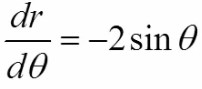 dr/dθ = −2 sin θ